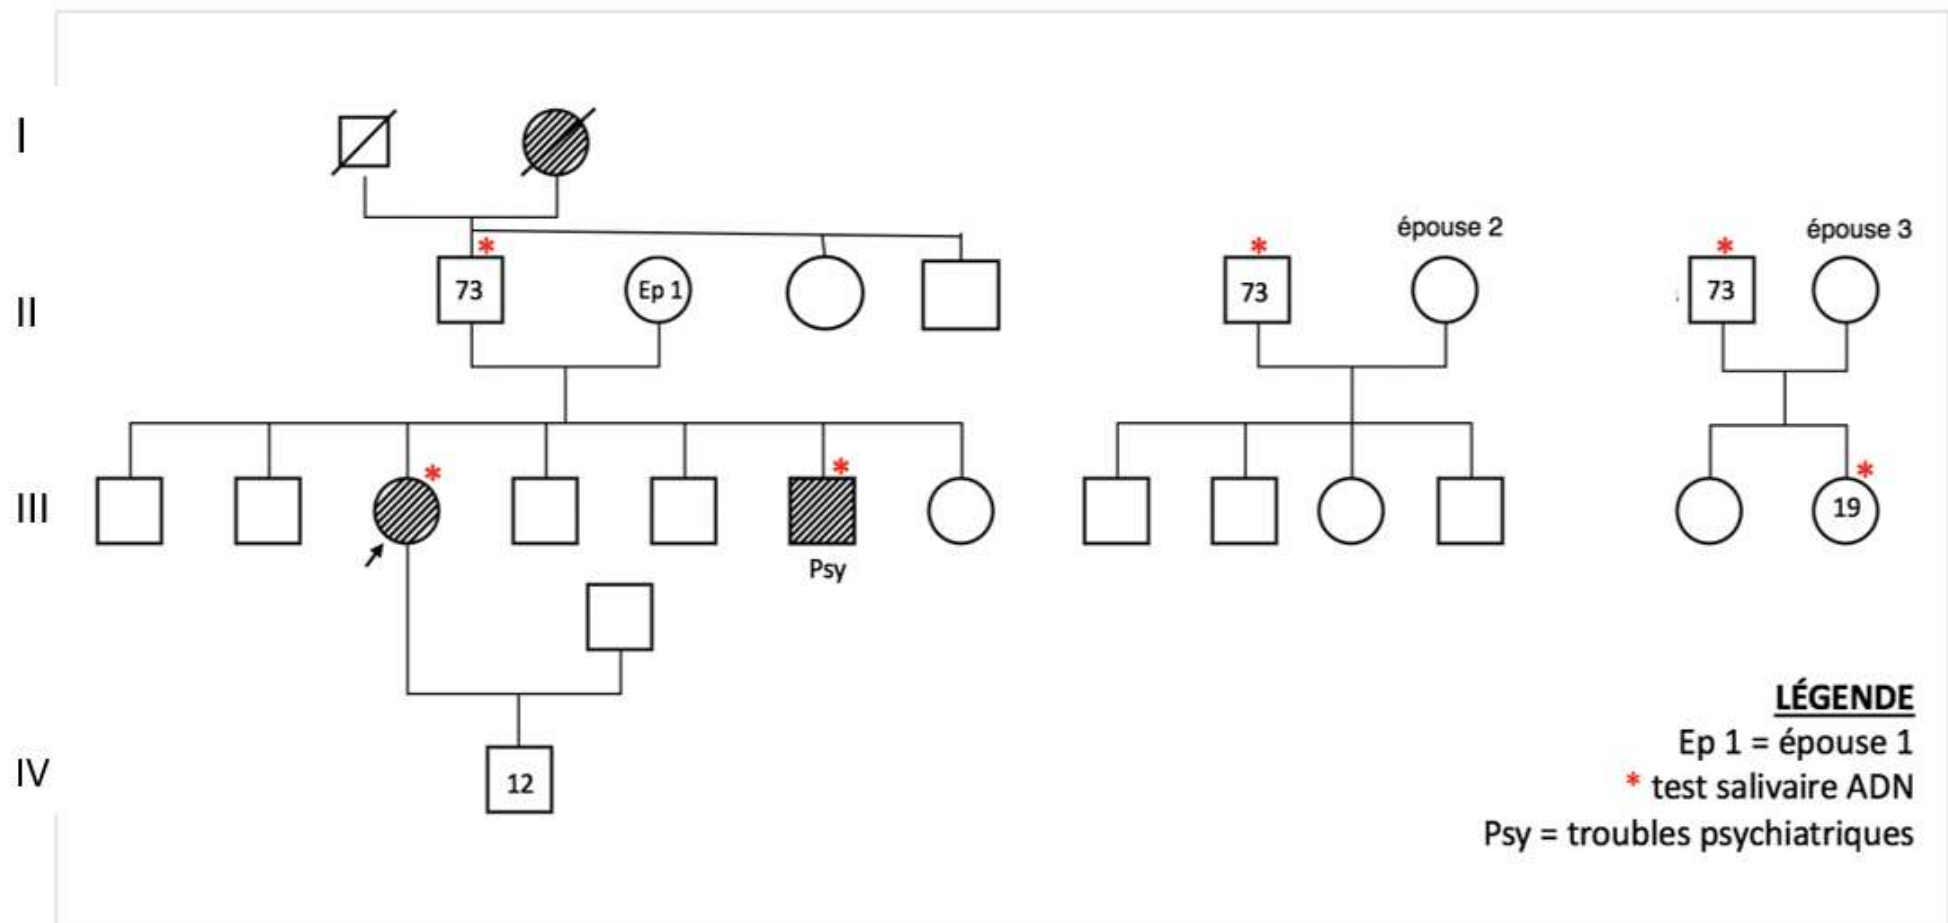 I
épouse 2
épouse 3
*
*
*
II
73
Ep 1
73
73
III
*
*
*
19
Psy
IV
12
LÉGENDE
Ep 1 = épouse 1
* test salivaire ADN
Psy = troubles psychiatriques